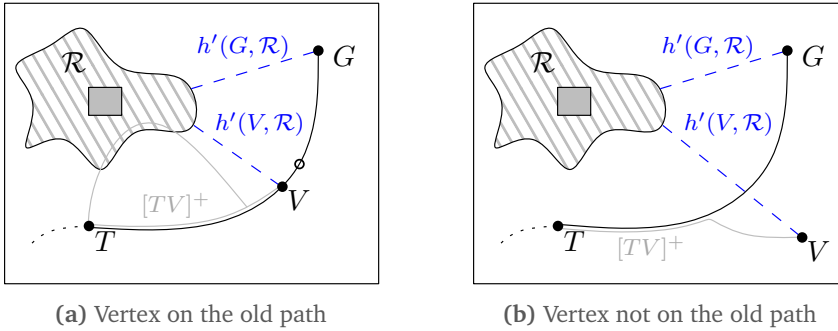 ℛ
h′(G, ℛ)
G
h′(V, ℛ)
[TV]⁺
V
T
(a) Vertex on the old path
ℛ
h′(G, ℛ)
G
h′(V, ℛ)
T
[TV]⁺
V
(b) Vertex not on the old path